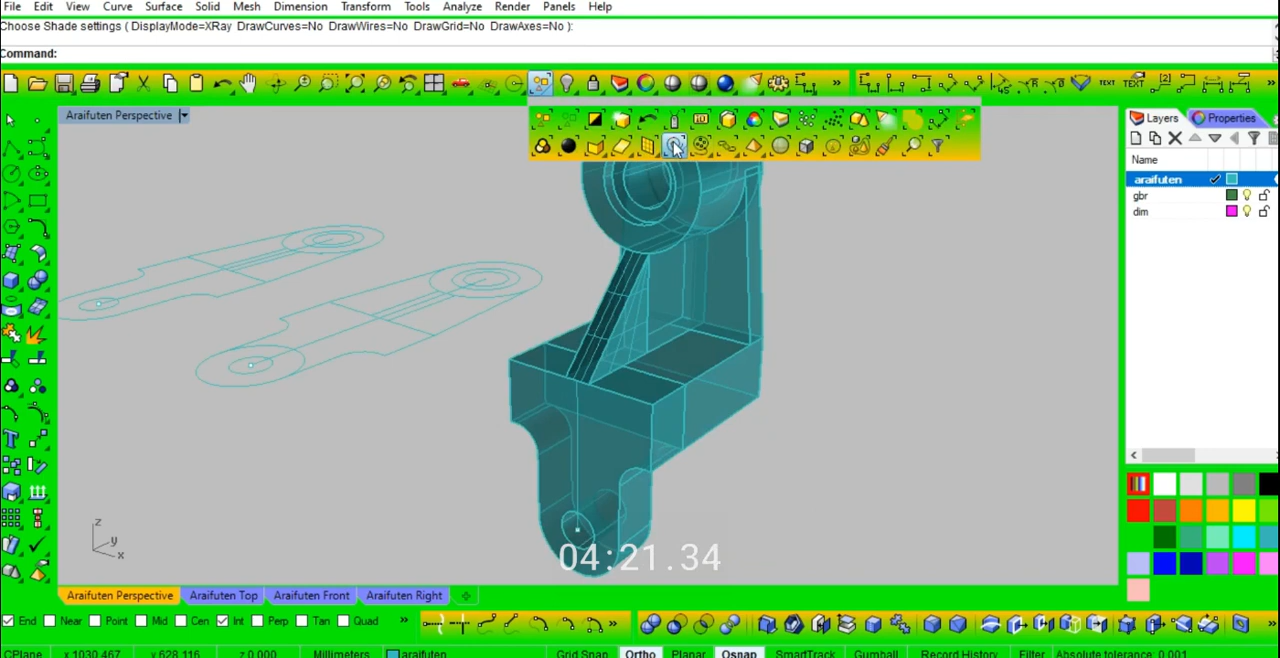 File Edit View Curve Surface Solid Mesh Dimension Transform Tools Analyze Render Panels Help
Choose Shade settings ( DisplayMode=XRay DrawCurves=No DrawWires=No DrawGrid=No DrawAxes=No ):
Command:
TEXT TEXT
Araifuten Perspective
Layers Properties
Name
araifuten
gbr
dim
z
y
x
04:21.34
Araifuten Perspective Araifuten Top Araifuten Front Araifuten Right
End Near Point Mid Cen Int Perp Tan Quad
CPlane x 1030.467 y 628.116 z 0.000 Millimeters araifuten Grid Snap Ortho Planar Osnap SmartTrack Gumball Record History Filter Absolute tolerance: 0.001